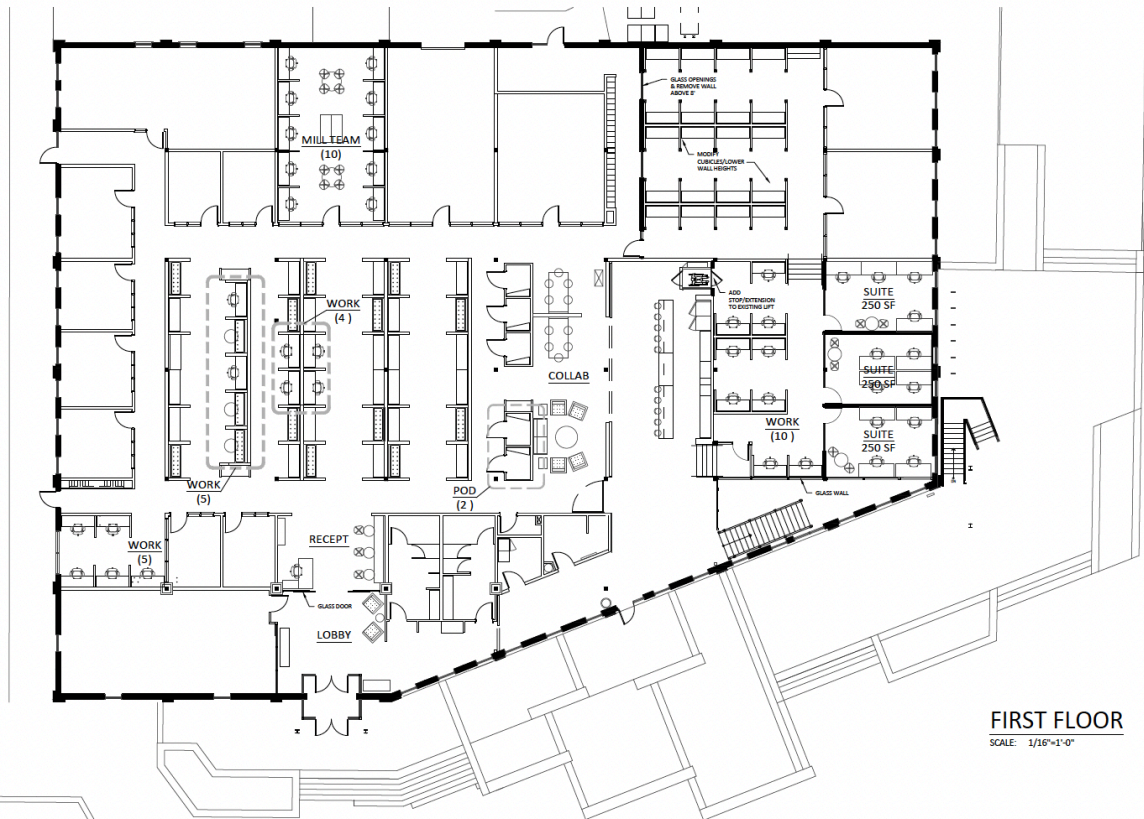 GLASS OPENINGS
& REMOVE WALL
ABOVE 8'
MILL TEAM
(10)
MODIFY
CUBICLES/LOWER
WALL HEIGHTS
WORK
(4 )
ADD
STOP/EXTENSION
TO EXISTING LIFT
SUITE
250 SF
COLLAB
SUITE
250 SF
WORK
(10 )
SUITE
250 SF
WORK
(5)
POD
(2 )
GLASS WALL
WORK
(5)
RECEPT
GLASS DOOR
LOBBY
FIRST FLOOR
SCALE: 1/16"=1'-0"